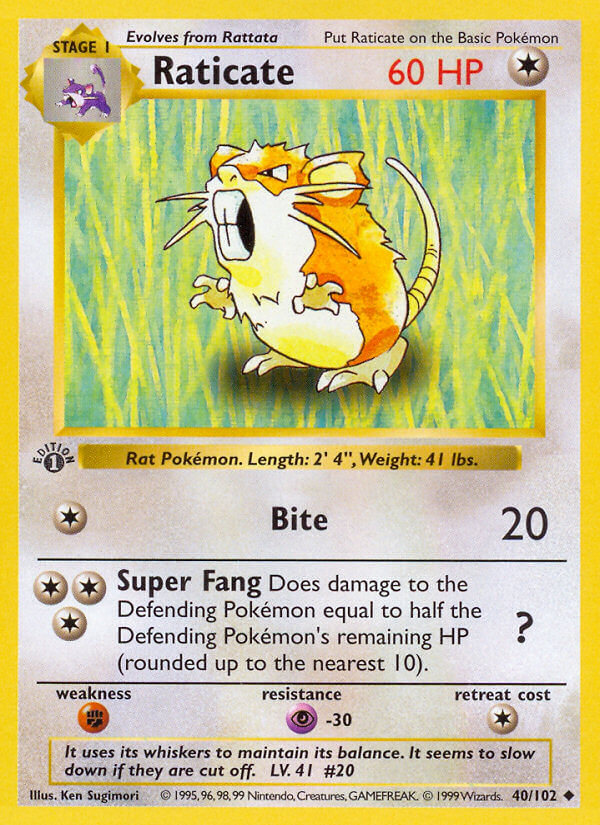 Evolves from Rattata
Put Raticate on the Basic Pokémon
STAGE 1
Raticate
60 HP
EDITION
1
Rat Pokémon. Length: 2' 4", Weight: 41 lbs.
Bite
20
Super Fang Does damage to the
Defending Pokémon equal to half the
Defending Pokémon's remaining HP
(rounded up to the nearest 10).
?
weakness
resistance
retreat cost
-30
It uses its whiskers to maintain its balance. It seems to slow
down if they are cut off. LV. 41 #20
Illus. Ken Sugimori © 1995, 96, 98, 99 Nintendo, Creatures, GAMEFREAK. © 1999 Wizards. 40/102